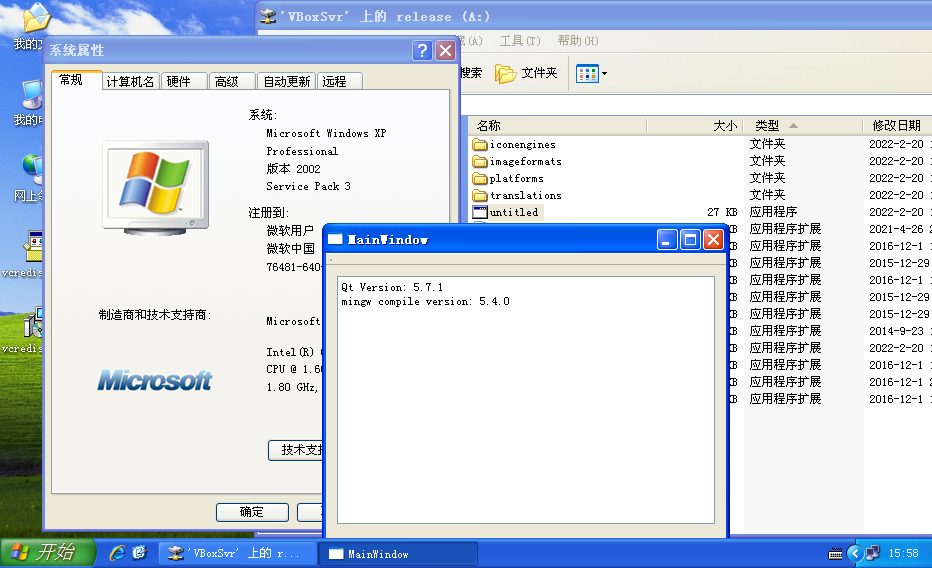 'VBoxSvr' 上的 release (A:)
工具(T) 帮助(H)
搜索 文件夹
名称 大小 类型 修改日期
iconengines 文件夹 2022-2-20
imageformats 文件夹 2022-2-20
platforms 文件夹 2022-2-20
translations 文件夹 2022-2-20
untitled 27 KB 应用程序 2022-2-20
应用程序扩展 2021-4-26
应用程序扩展 2016-12-1
应用程序扩展 2015-12-29
应用程序扩展 2016-12-1
应用程序扩展 2015-12-29
应用程序扩展 2015-12-29
KB 应用程序扩展 2014-9-23
KB 应用程序扩展 2022-2-20
KB 应用程序扩展 2016-12-1
KB 应用程序扩展 2016-12-1
KB 应用程序扩展 2016-12-1
系统属性
常规 计算机名 硬件 高级 自动更新 远程
系统:
Microsoft Windows XP
Professional
版本 2002
Service Pack 3
注册到:
微软用户
微软中国
76481-640
制造商和技术支持商:
Microsoft
Intel(R)
CPU @ 1.60
1.80 GHz,
Microsoft
技术支持
确定
MainWindow
Qt Version: 5.7.1
mingw compile version: 5.4.0
我的
我的
网上
vcredis
vcredis
开始
'VBoxSvr' 上的 r...
MainWindow
15:58